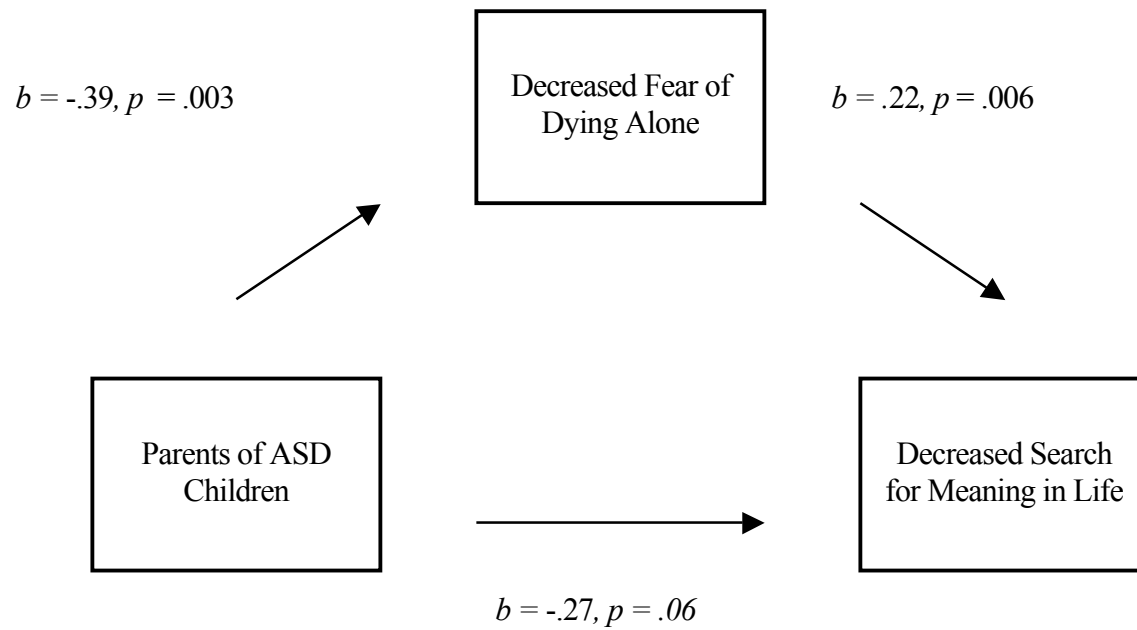 Decreased Fear of
Dying Alone
b = -.39, p = .003
b = .22, p = .006
Parents of ASD
Children
Decreased Search
for Meaning in Life
b = -.27, p = .06